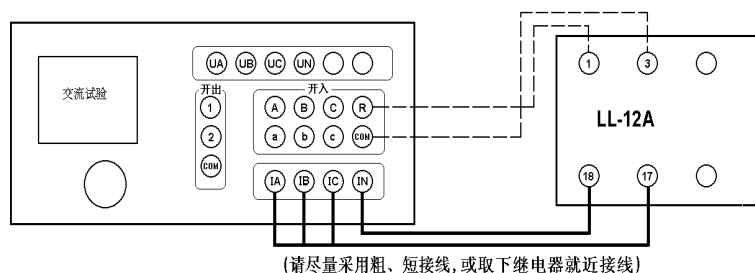 UA UB UC UN
交流试验
开出
开入
1
A B C R
2
a b c COM
COM
IA IB IC IN
1 3
LL-12A
18 17
(请尽量采用粗、短接线,或取下继电器就近接线)